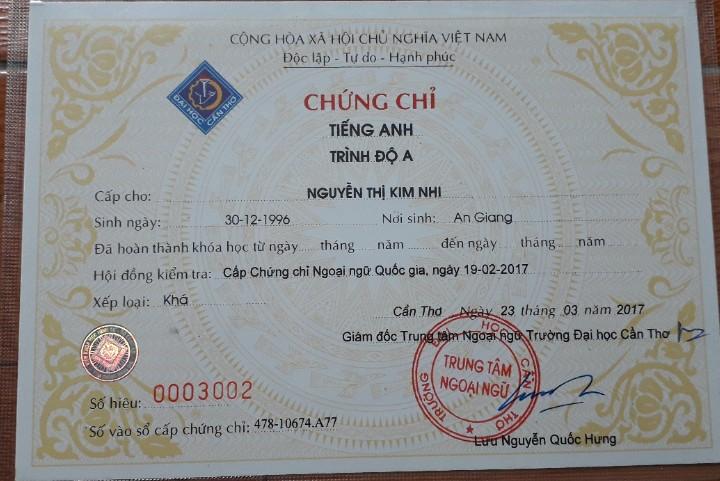 CỘNG HÒA XÃ HỘI CHỦ NGHĨA VIỆT NAM
Độc lập - Tự do - Hạnh phúc
ĐẠI HỌC CẦN THƠ
CHỨNG CHỈ
TIẾNG ANH
TRÌNH ĐỘ A
Cấp cho: NGUYỄN THỊ KIM NHI
Sinh ngày: 30-12-1996 Nơi sinh: An Giang
Đã hoàn thành khóa học từ ngày.... tháng .... năm ........ đến ngày .... tháng .... năm
Hội đồng kiểm tra: Cấp Chứng chỉ Ngoại ngữ Quốc gia, ngày 19-02-2017
Xếp loại: Khá
Cần Thơ Ngày 23 tháng 03 năm 2017
Giám đốc Trung tâm Ngoại ngữ Trường Đại học Cần Thơ
TRƯỜNG ĐẠI HỌC CẦN THƠ
TRUNG TÂM
NGOẠI NGỮ
Số hiệu: 0003002
Số vào sổ cấp chứng chỉ: 478-10674.A77
Lưu Nguyễn Quốc Hưng